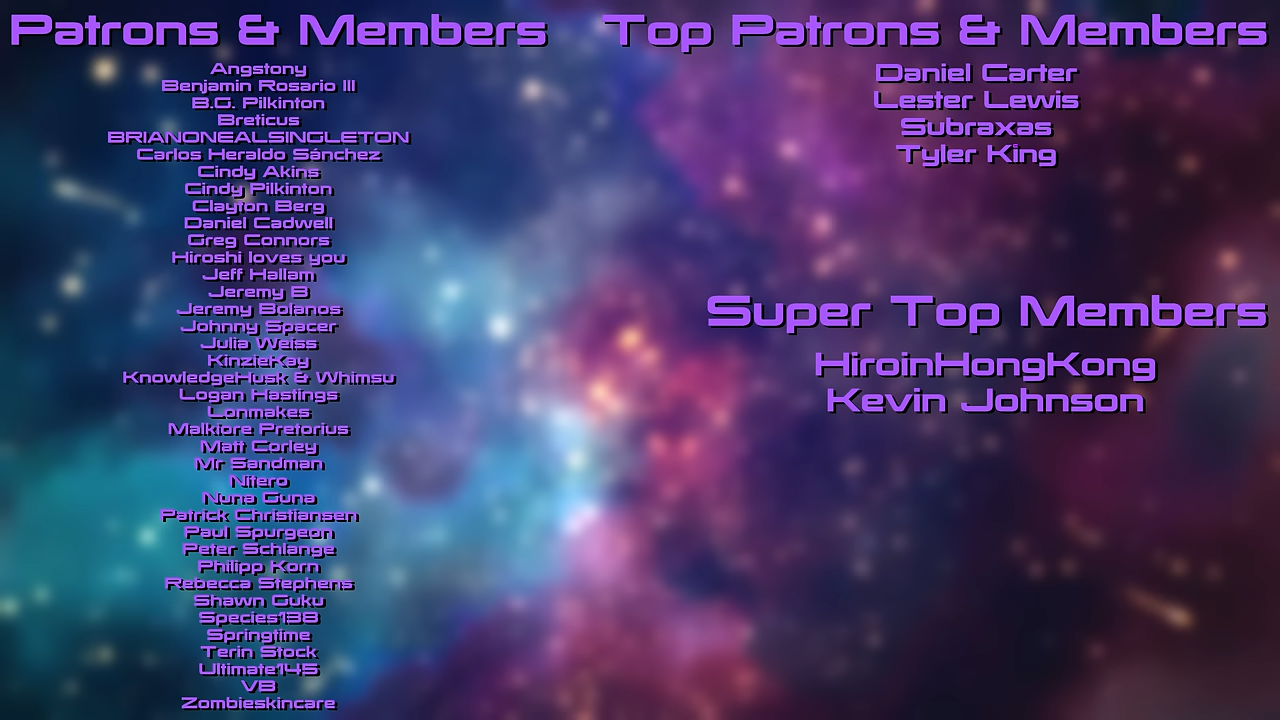 Patrons & Members
Angstony
Benjamin Rosario III
B.G. Pilkinton
Breticus
BRIANONEALSINGLETON
Carlos Heraldo Sánchez
Cindy Akins
Cindy Pilkinton
Clayton Berg
Daniel Cadwell
Greg Connors
Hiroshi loves you
Jeff Hallam
Jeremy B
Jeremy Bolanos
Johnny Spacer
Julia Weiss
KinzieKay
KnowledgeHusk & Whimsu
Logan Hastings
Lonmakes
Malkiore Pretorius
Matt Corley
Mr Sandman
Nitero
Nuna Guna
Patrick Christiansen
Paul Spurgeon
Peter Schlange
Philipp Korn
Rebecca Stephens
Shawn Guku
Species138
Springtime
Terin Stock
Ultimate145
VB
Zombieskincare
Top Patrons & Members
Daniel Carter
Lester Lewis
Subraxas
Tyler King
Super Top Members
HiroinHongKong
Kevin Johnson